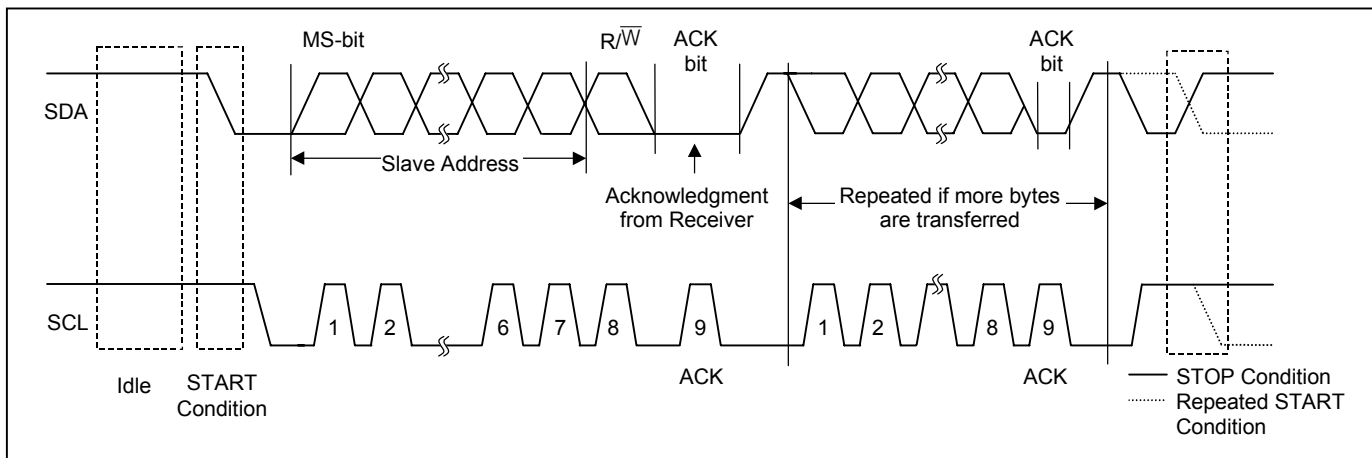 MS-bit
R/W̅
ACK
bit
ACK
bit
SDA
Slave Address
Acknowledgment
from Receiver
Repeated if more bytes
are transferred
SCL
1 2 6 7 8 9 1 2 8 9
Idle
START
Condition
ACK
ACK
STOP Condition
Repeated START
Condition